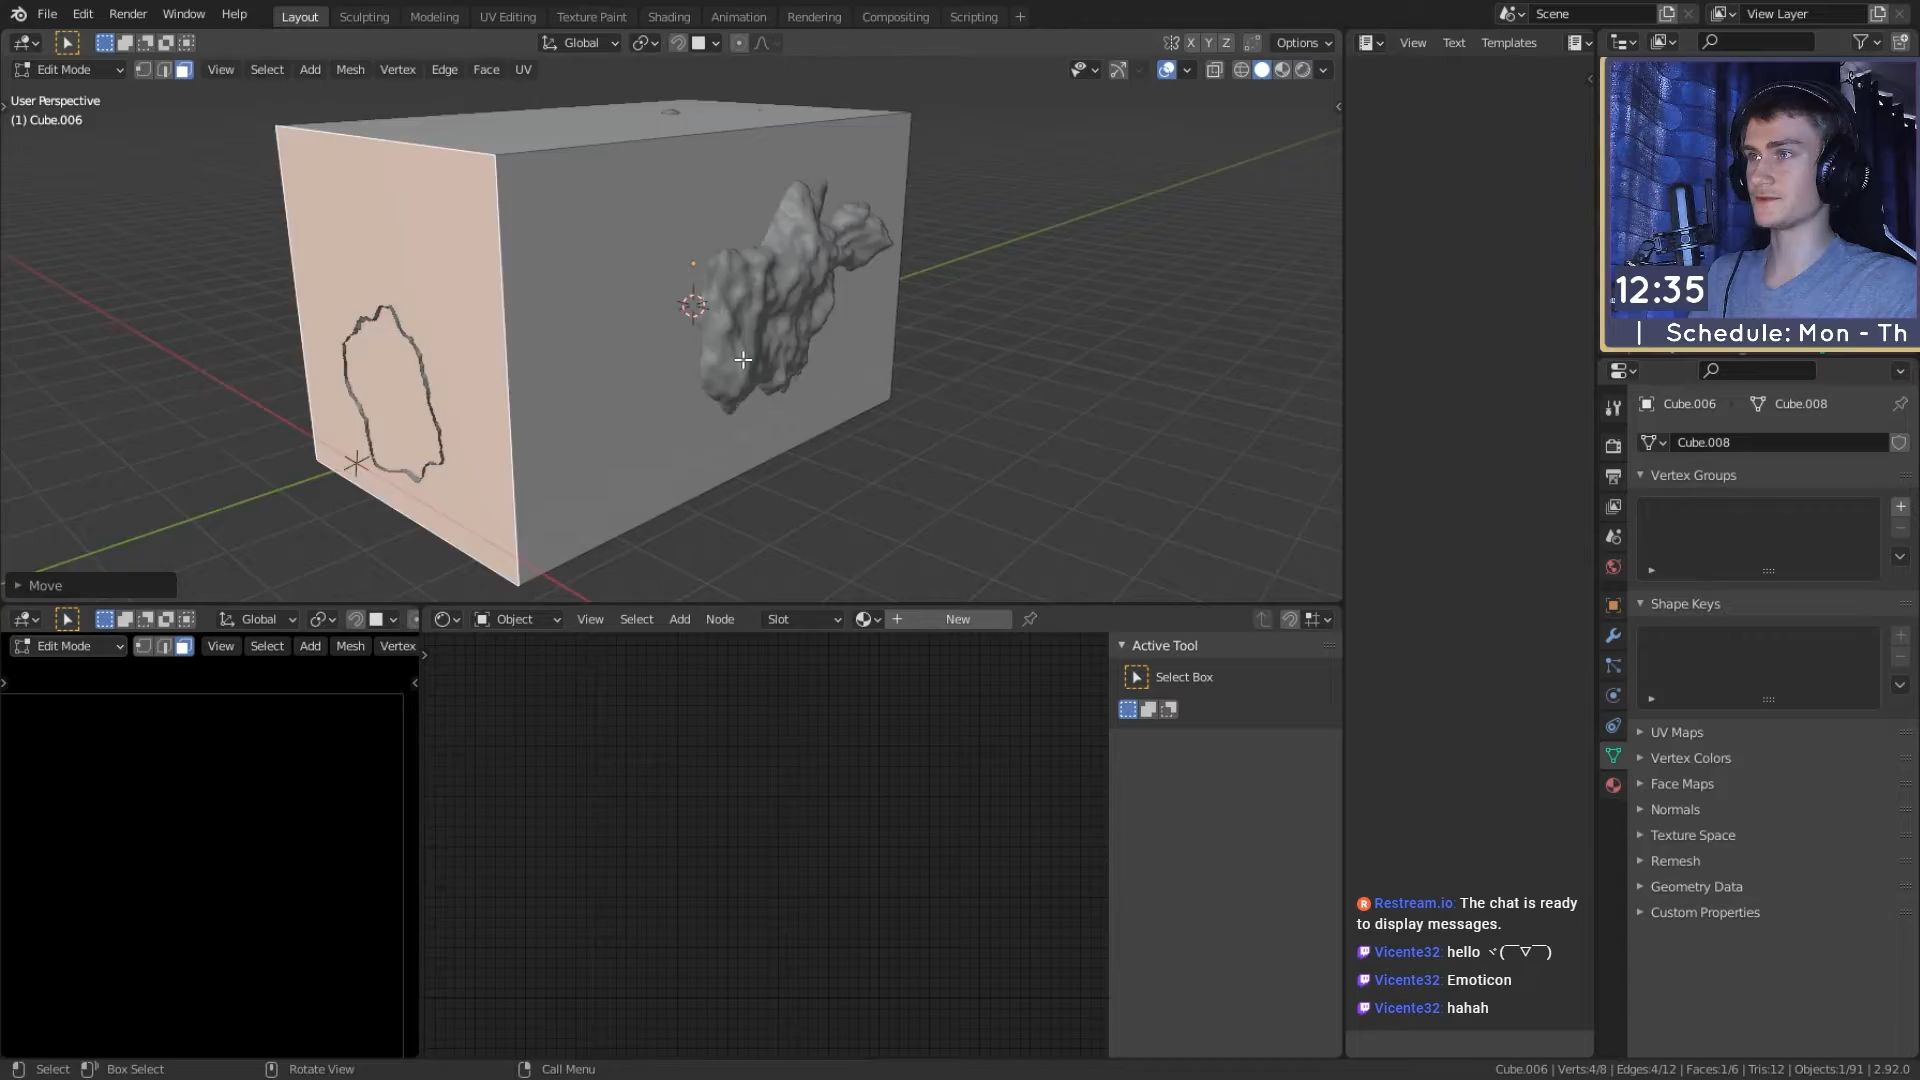 File Edit Render Window Help Layout Sculpting Modeling UV Editing Texture Paint Shading Animation Rendering Compositing Scripting + Scene View Layer
Global X Y Z Options View Text Templates
Edit Mode View Select Add Mesh Vertex Edge Face UV
User Perspective
(1) Cube.006
12:35
| Schedule: Mon - Th
Cube.006 Cube.008
Cube.008
Vertex Groups
Shape Keys
UV Maps
Vertex Colors
Face Maps
Normals
Texture Space
Remesh
Geometry Data
Custom Properties
Move
Global Object View Select Add Node Slot + New
Edit Mode View Select Add Mesh Vertex
Active Tool
Select Box
Restream.io: The chat is ready
to display messages.
Vicente32: hello ヾ(￣▽￣)
Vicente32: Emoticon
Vicente32: hahah
Select Box Select Rotate View Call Menu Cube.006 | Verts:4/8 | Edges:4/12 | Faces:1/6 | Tris:12 | Objects:1/91 | 2.92.0